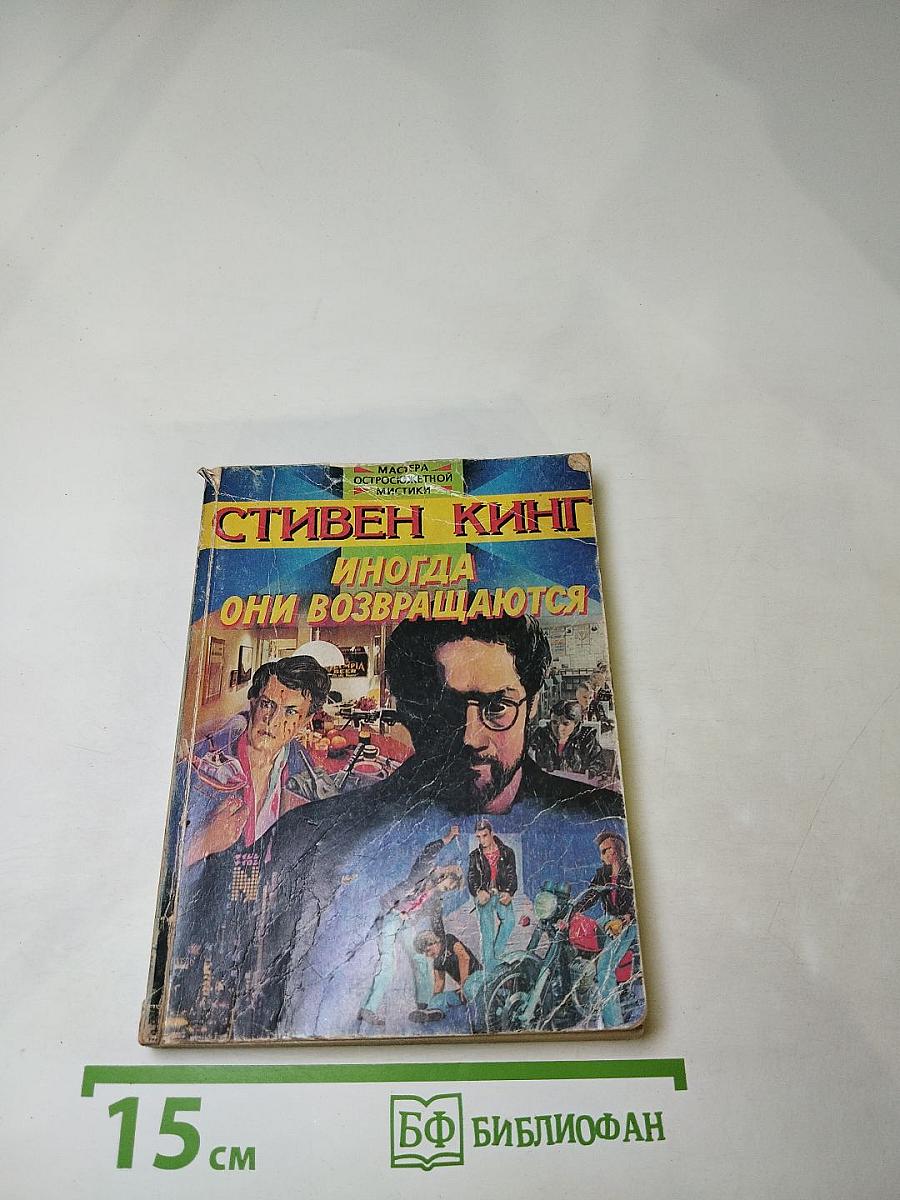 МАСТЕРА
ОСТРОСЮЖЕТНОЙ
МИСТИКИ
СТИВЕН КИНГ
ИНОГДА
ОНИ ВОЗВРАЩАЮТСЯ
15 см
БФ БИБЛИОФАН